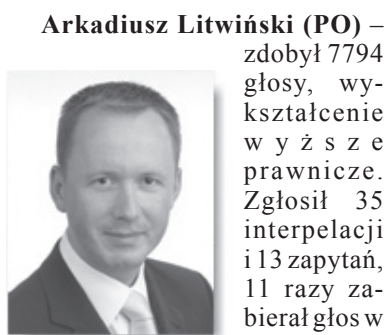 Arkadiusz Litwiński (PO) –
zdobył 7794
głosy, wy-
kształcenie
wyższe
prawnicze.
Zgłosił 35
interpelacji
i 13 zapytań,
11 razy za-
bierał głos w